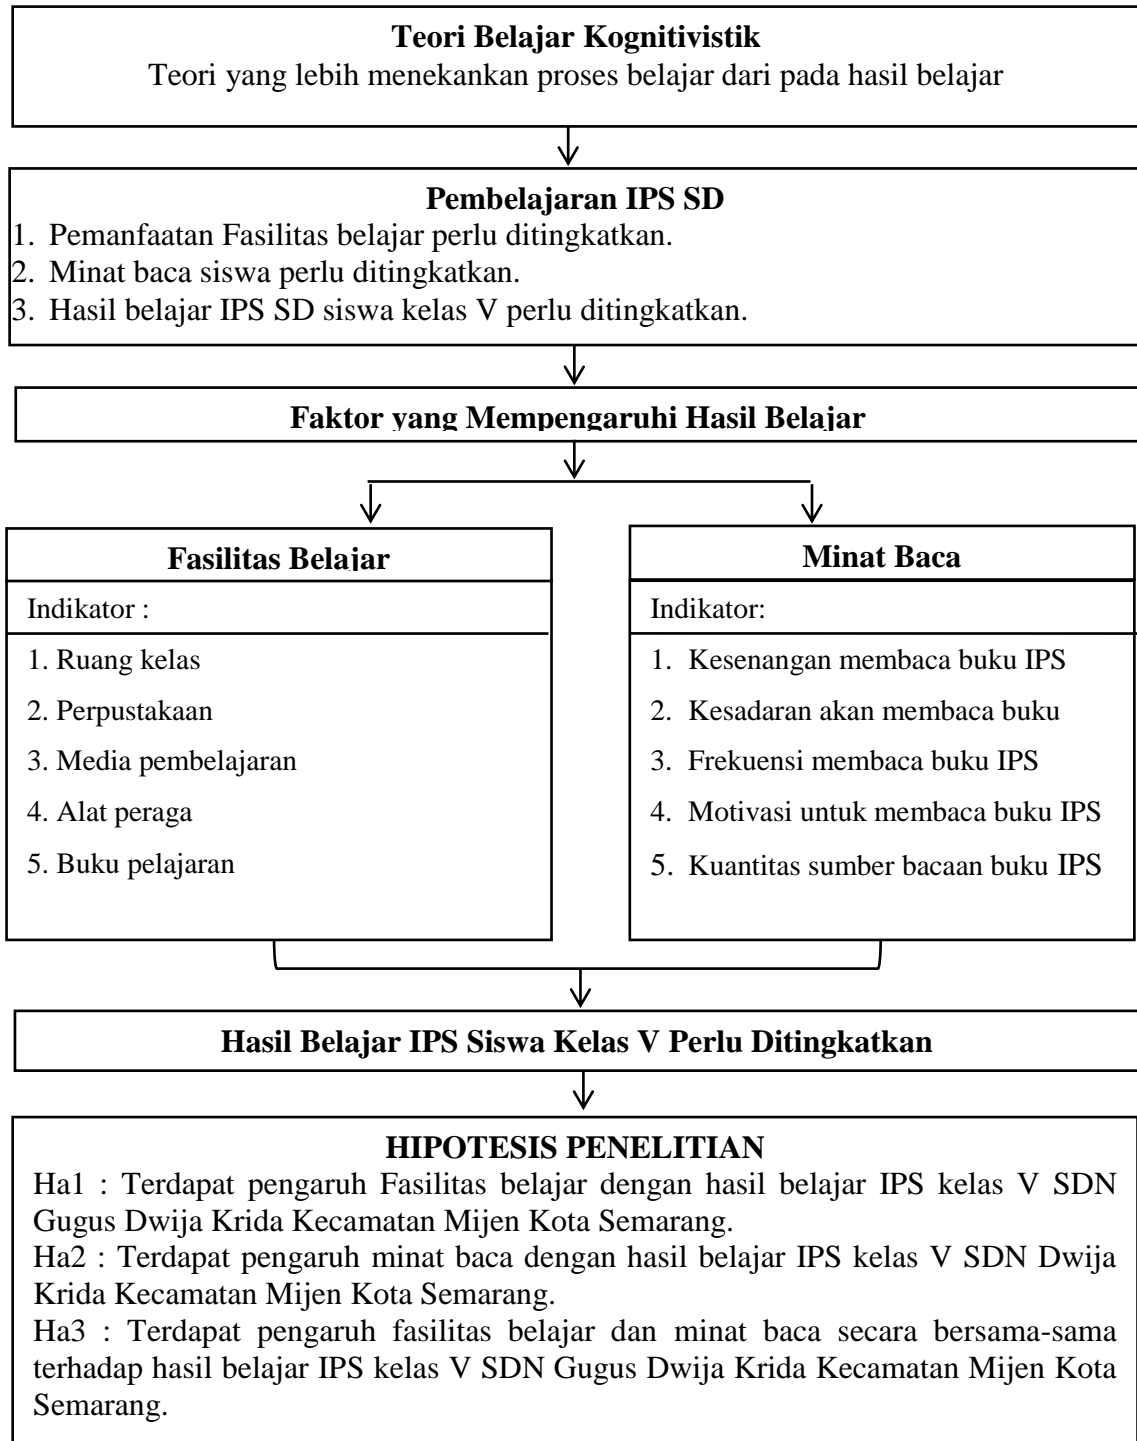 Teori Belajar Kognitivistik
Teori yang lebih menekankan proses belajar dari pada hasil belajar
Pembelajaran IPS SD
1. Pemanfaatan Fasilitas belajar perlu ditingkatkan.
2. Minat baca siswa perlu ditingkatkan.
3. Hasil belajar IPS SD siswa kelas V perlu ditingkatkan.
Faktor yang Mempengaruhi Hasil Belajar
Fasilitas Belajar
Indikator :
1. Ruang kelas
2. Perpustakaan
3. Media pembelajaran
4. Alat peraga
5. Buku pelajaran
Minat Baca
Indikator:
1. Kesenangan membaca buku IPS
2. Kesadaran akan membaca buku
3. Frekuensi membaca buku IPS
4. Motivasi untuk membaca buku IPS
5. Kuantitas sumber bacaan buku IPS
Hasil Belajar IPS Siswa Kelas V Perlu Ditingkatkan
HIPOTESIS PENELITIAN
Ha1 : Terdapat pengaruh Fasilitas belajar dengan hasil belajar IPS kelas V SDN
Gugus Dwija Krida Kecamatan Mijen Kota Semarang.
Ha2 : Terdapat pengaruh minat baca dengan hasil belajar IPS kelas V SDN Dwija
Krida Kecamatan Mijen Kota Semarang.
Ha3 : Terdapat pengaruh fasilitas belajar dan minat baca secara bersama-sama
terhadap hasil belajar IPS kelas V SDN Gugus Dwija Krida Kecamatan Mijen Kota
Semarang.